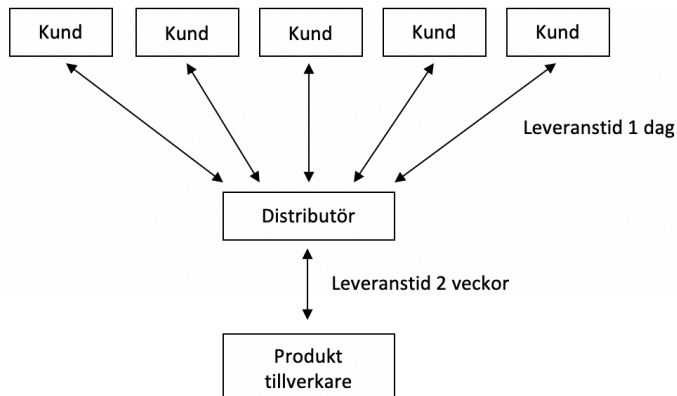 Kund
Kund
Kund
Kund
Kund
Leveranstid 1 dag
Distributör
Leveranstid 2 veckor
Produkt
tillverkare